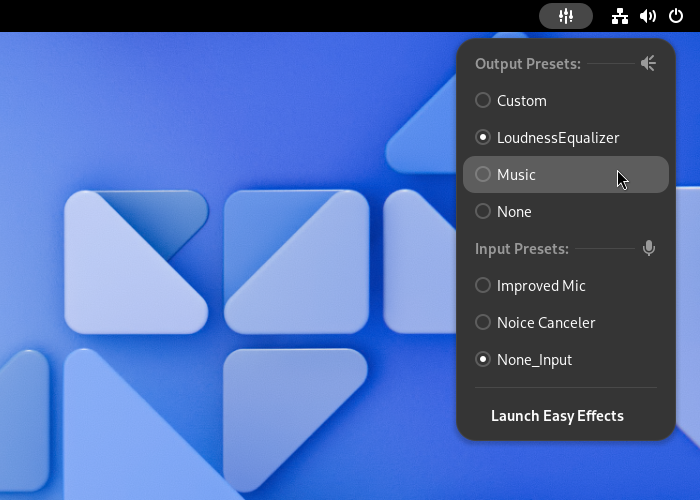 Output Presets:
Custom
LoudnessEqualizer
Music
None
Input Presets:
Improved Mic
Noice Canceler
None_Input
Launch Easy Effects